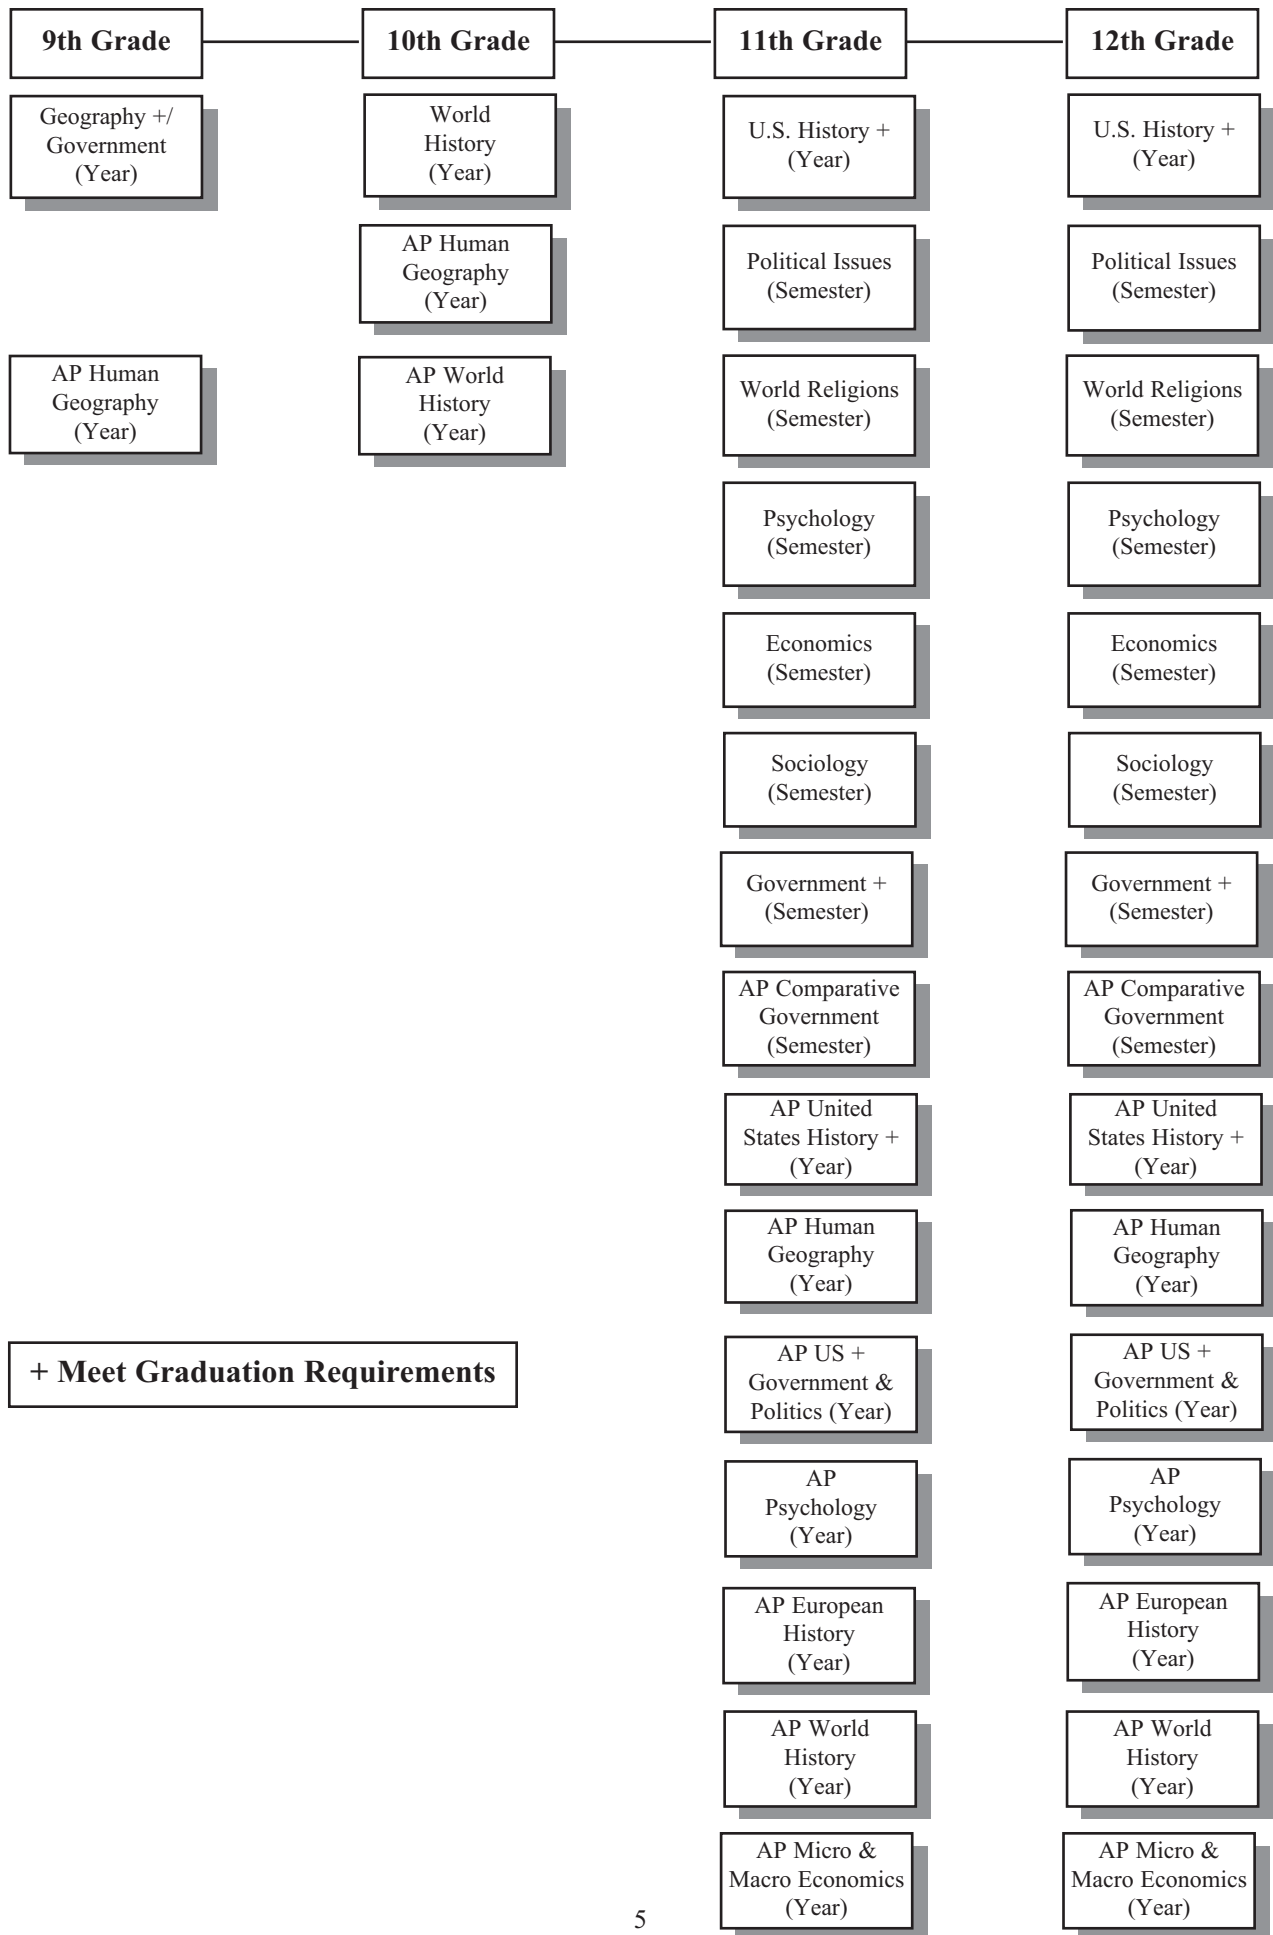 9th Grade
10th Grade
11th Grade
12th Grade
Geography +/
Government
(Year)
World
History
(Year)
U.S. History +
(Year)
U.S. History +
(Year)
AP Human
Geography
(Year)
Political Issues
(Semester)
Political Issues
(Semester)
AP Human
Geography
(Year)
AP World
History
(Year)
World Religions
(Semester)
World Religions
(Semester)
Psychology
(Semester)
Psychology
(Semester)
Economics
(Semester)
Economics
(Semester)
Sociology
(Semester)
Sociology
(Semester)
Government +
(Semester)
Government +
(Semester)
AP Comparative
Government
(Semester)
AP Comparative
Government
(Semester)
AP United
States History +
(Year)
AP United
States History +
(Year)
AP Human
Geography
(Year)
AP Human
Geography
(Year)
+ Meet Graduation Requirements
AP US +
Government &
Politics (Year)
AP US +
Government &
Politics (Year)
AP
Psychology
(Year)
AP
Psychology
(Year)
AP European
History
(Year)
AP European
History
(Year)
AP World
History
(Year)
AP World
History
(Year)
AP Micro &
Macro Economics
(Year)
AP Micro &
Macro Economics
(Year)
5